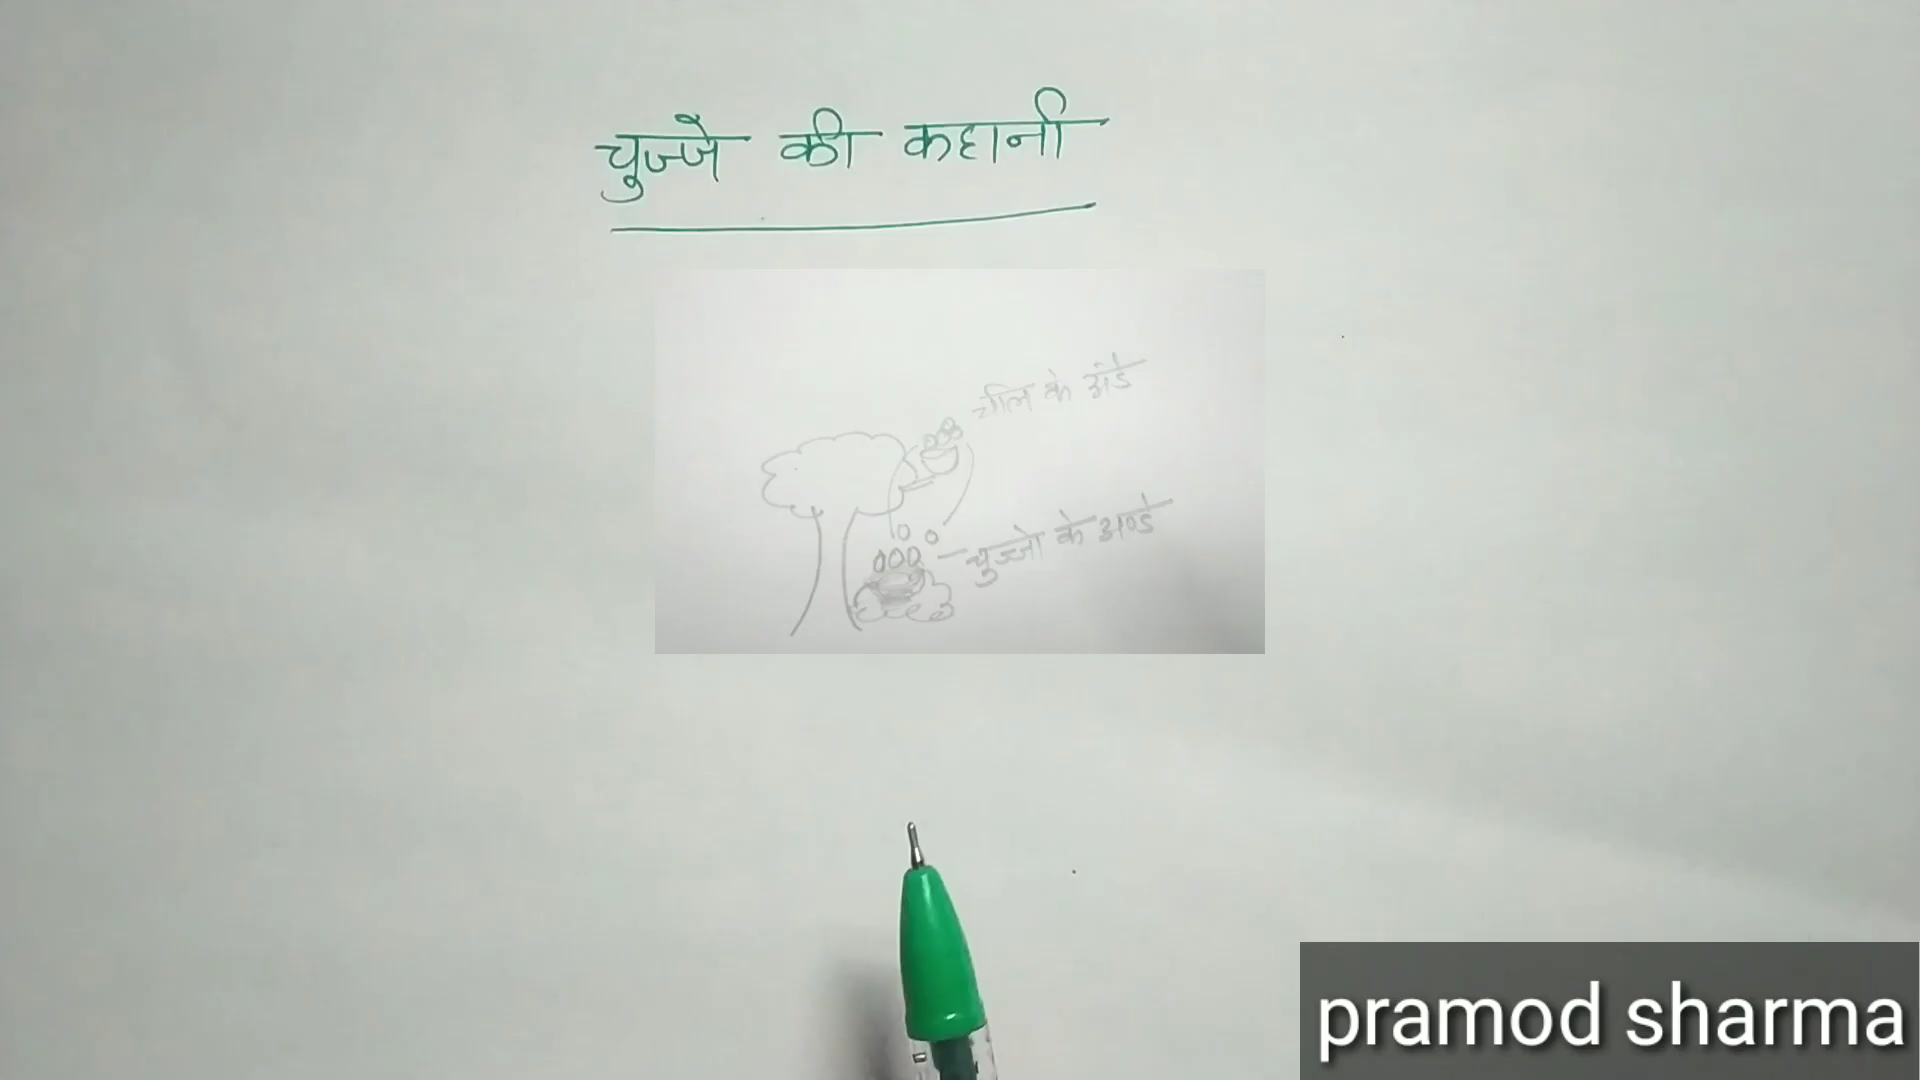 चुज्जे की कहानी
चील के अंडे
चुज्जो के अण्डे
pramod sharma